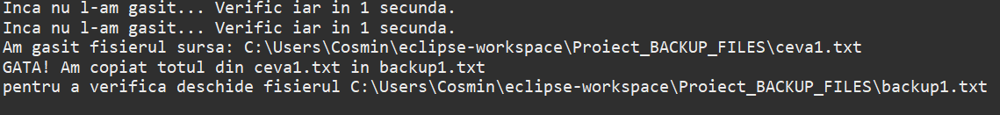 Inca nu l-am gasit... Verific iar in 1 secunda.
Inca nu l-am gasit... Verific iar in 1 secunda.
Am gasit fisierul sursa: C:\Users\Cosmin\eclipse-workspace\Proiect_BACKUP_FILES\ceva1.txt
GATA! Am copiat totul din ceva1.txt in backup1.txt
pentru a verifica deschide fisierul C:\Users\Cosmin\eclipse-workspace\Proiect_BACKUP_FILES\backup1.txt